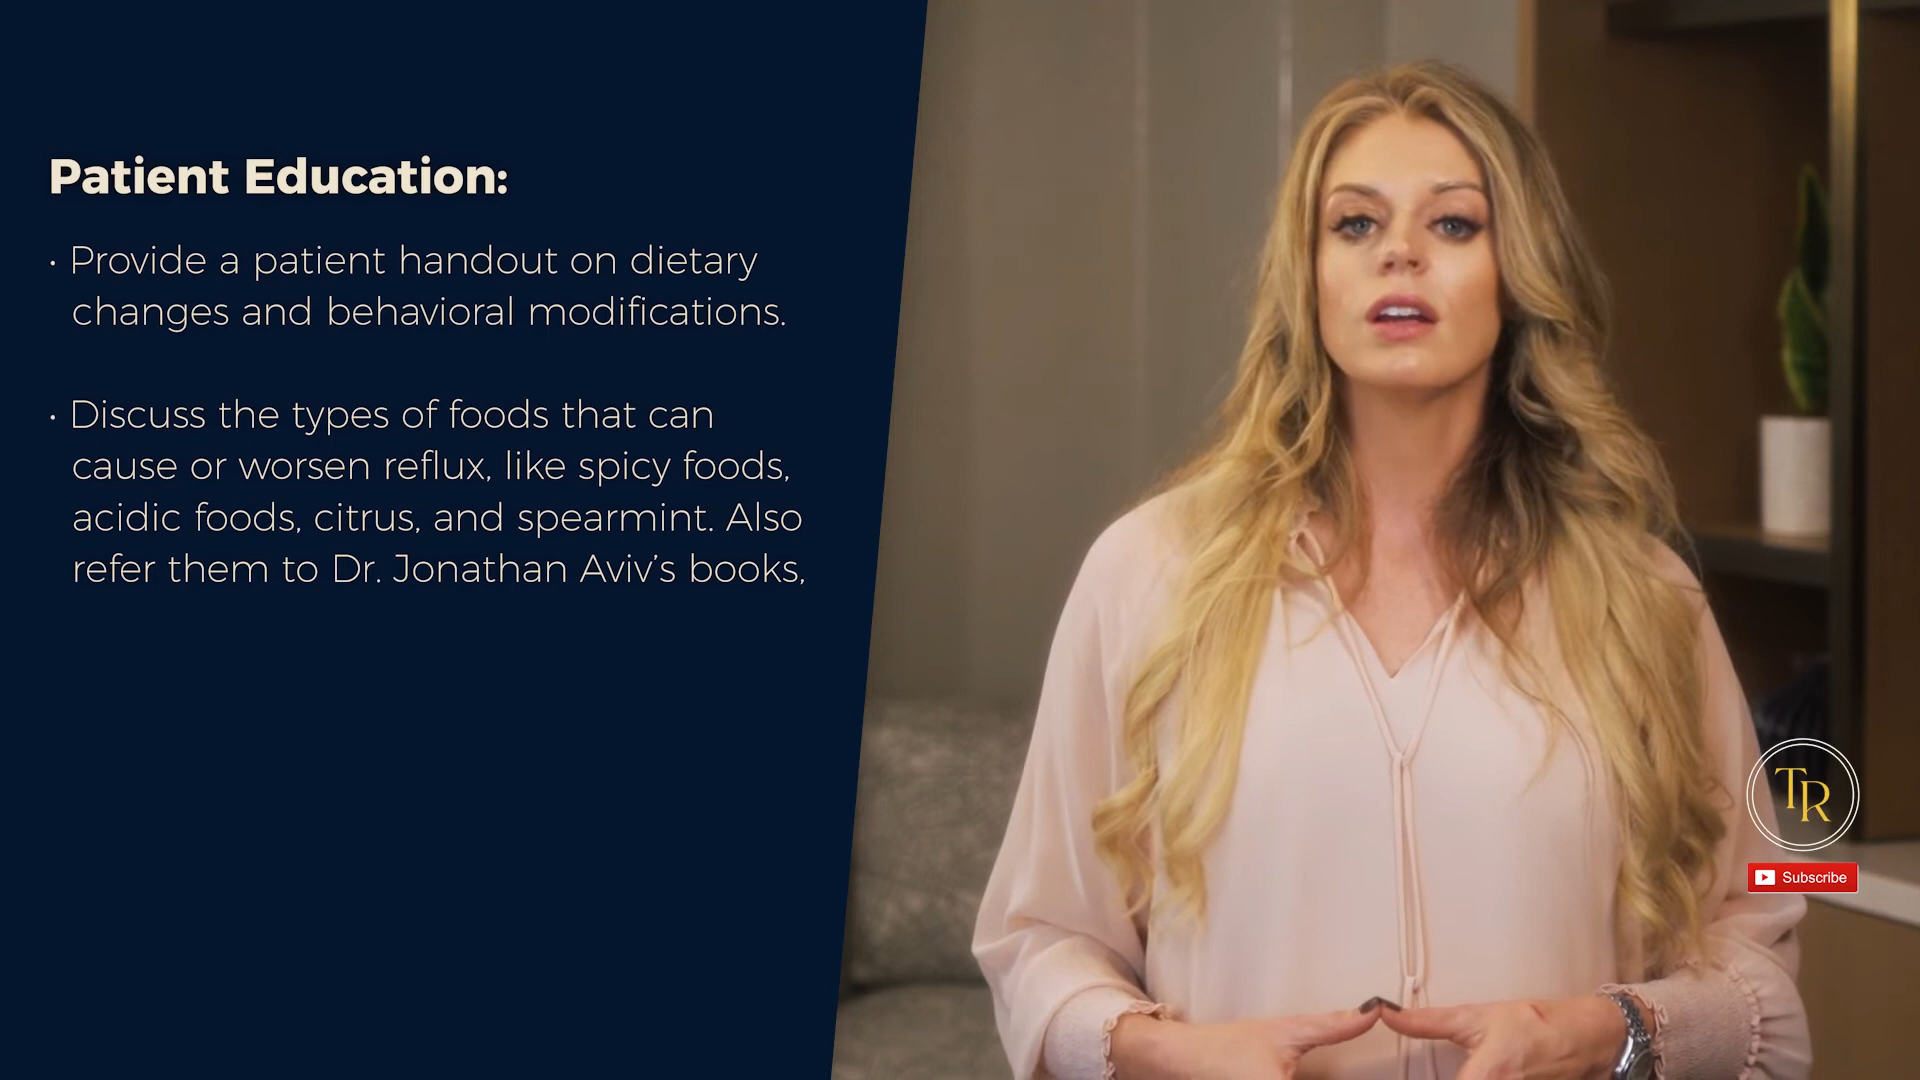 Patient Education:
• Provide a patient handout on dietary
changes and behavioral modifications.
• Discuss the types of foods that can
cause or worsen reflux, like spicy foods,
acidic foods, citrus, and spearmint. Also
refer them to Dr. Jonathan Aviv’s books,
TR
Subscribe